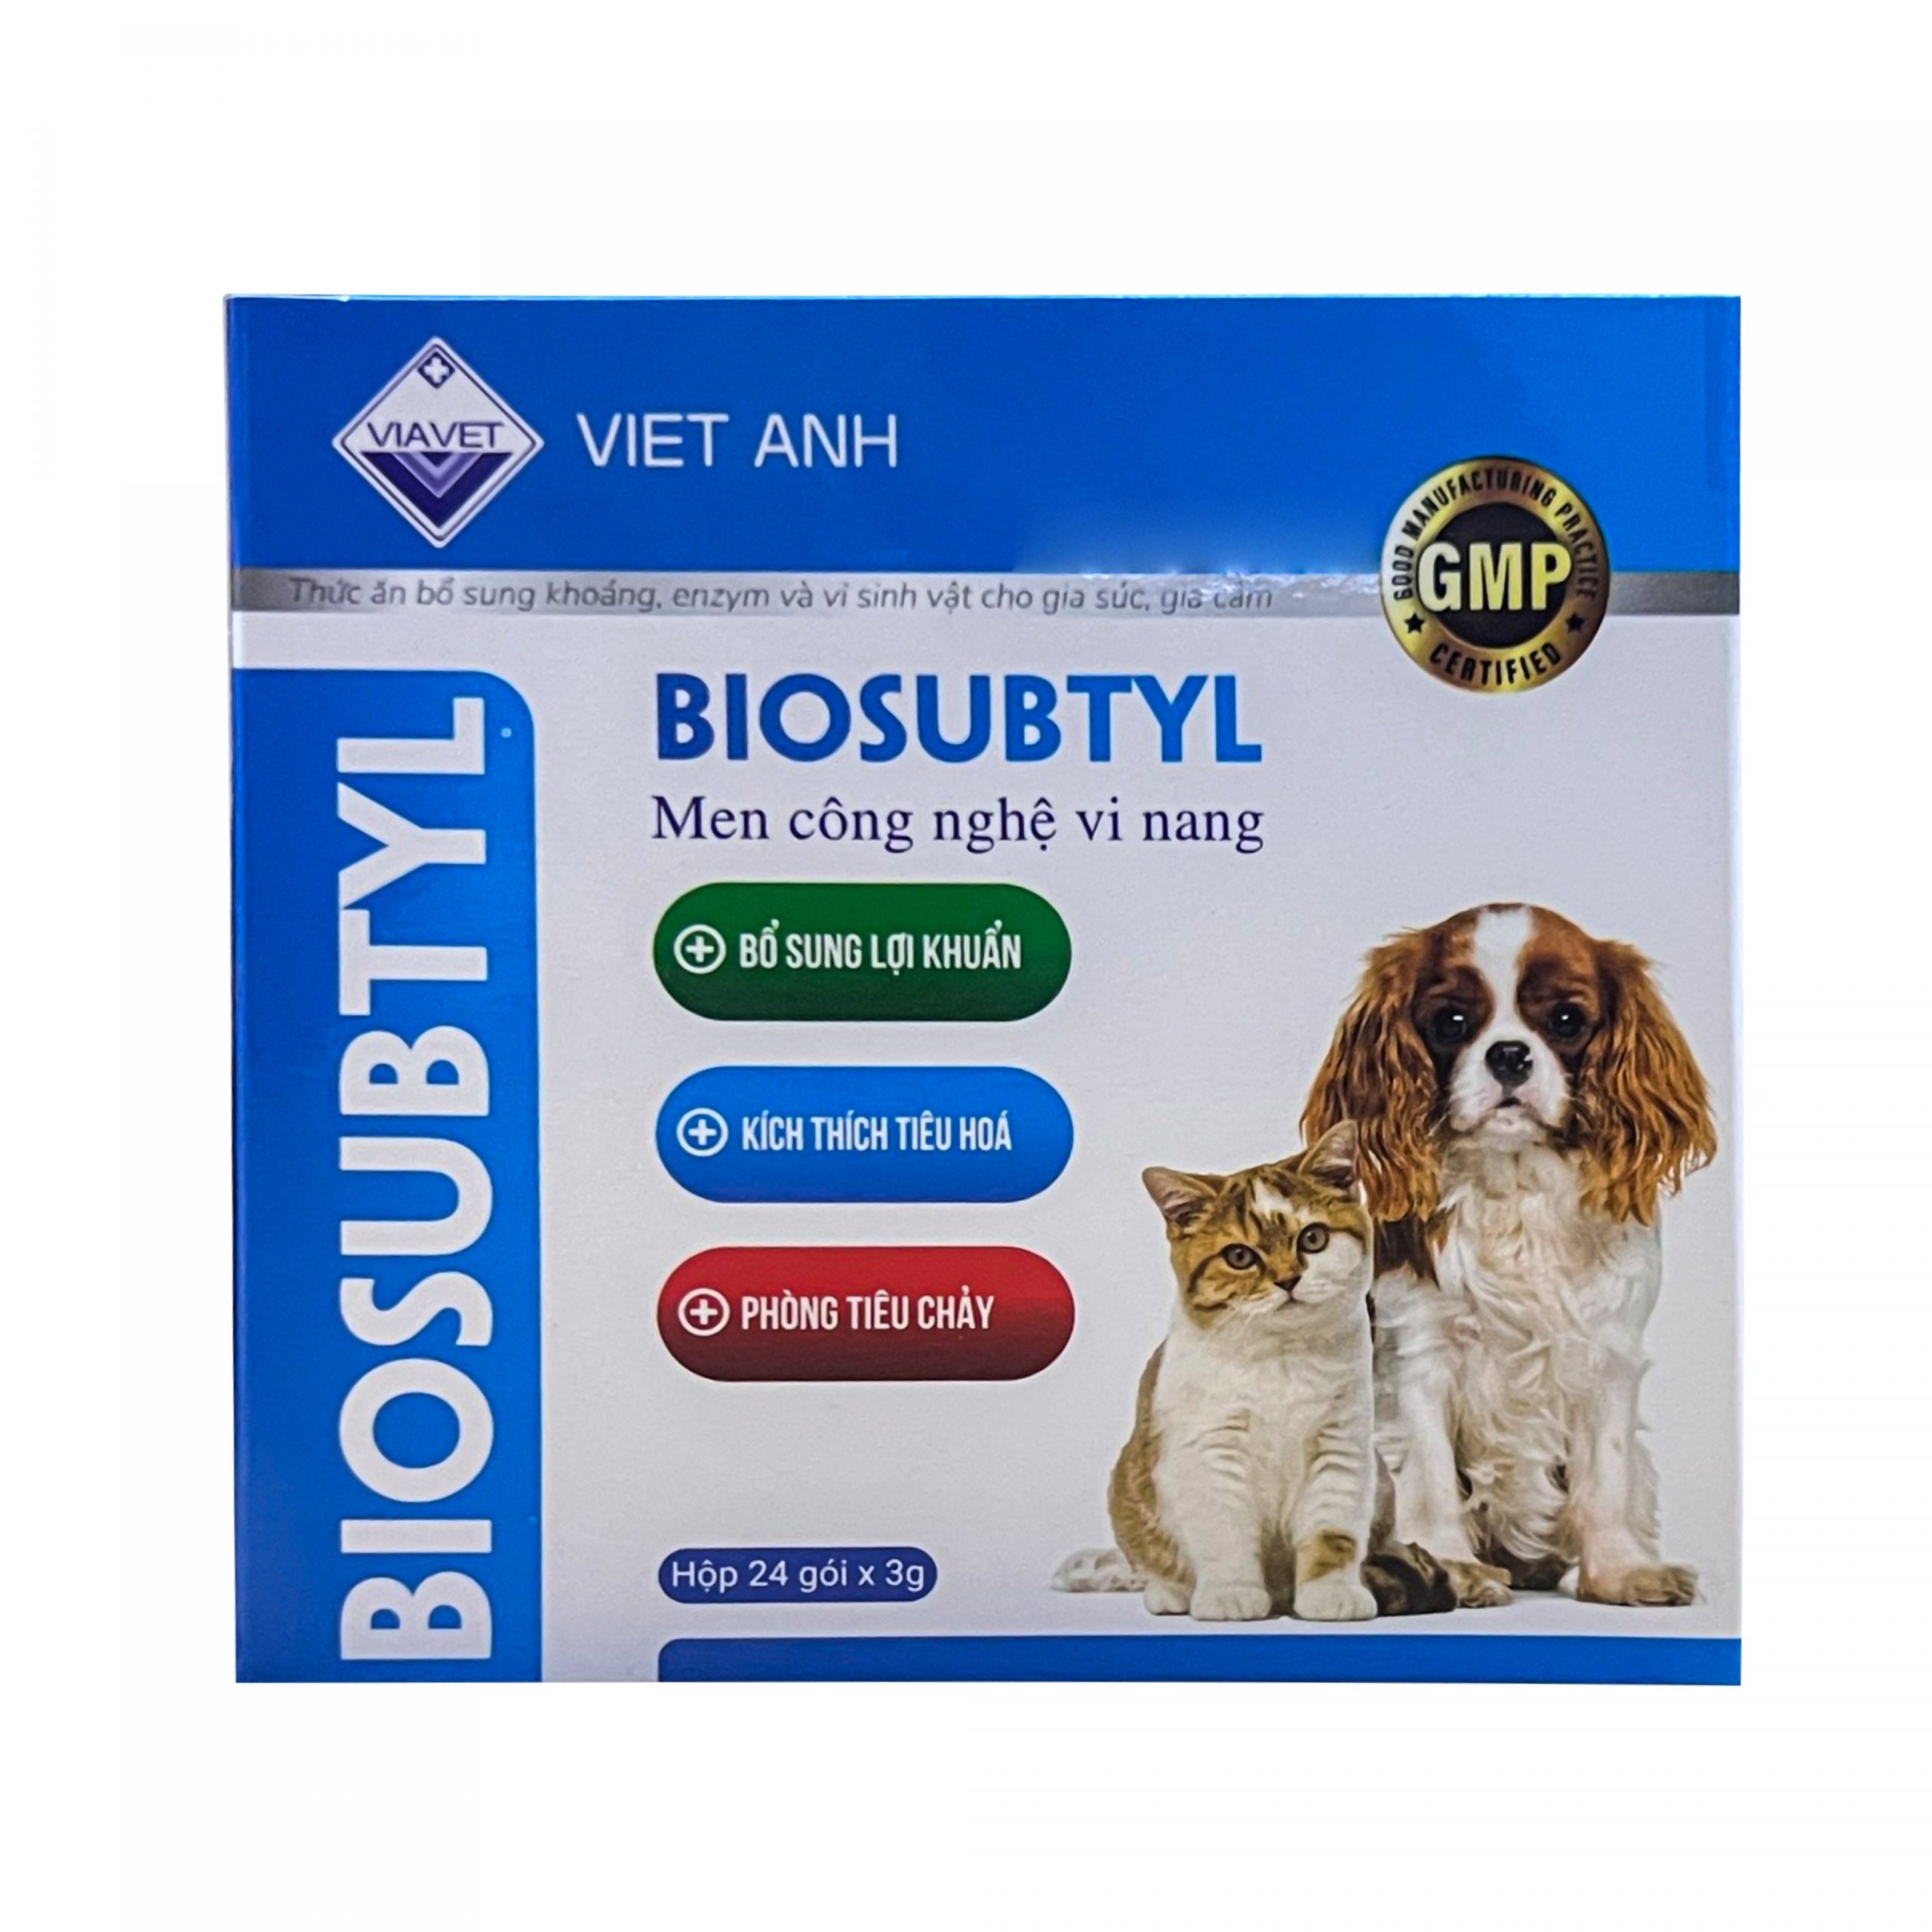 VIAVET
VIET ANH
GOOD MANUFACTURING PRACTICE
GMP
CERTIFIED
Thức ăn bổ sung khoáng, enzym và vi sinh vật cho gia súc, gia cầm
BIOSUBTYL
BIOSUBTYL
Men công nghệ vi nang
BỔ SUNG LỢI KHUẨN
KÍCH THÍCH TIÊU HOÁ
PHÒNG TIÊU CHẢY
Hộp 24 gói x 3g